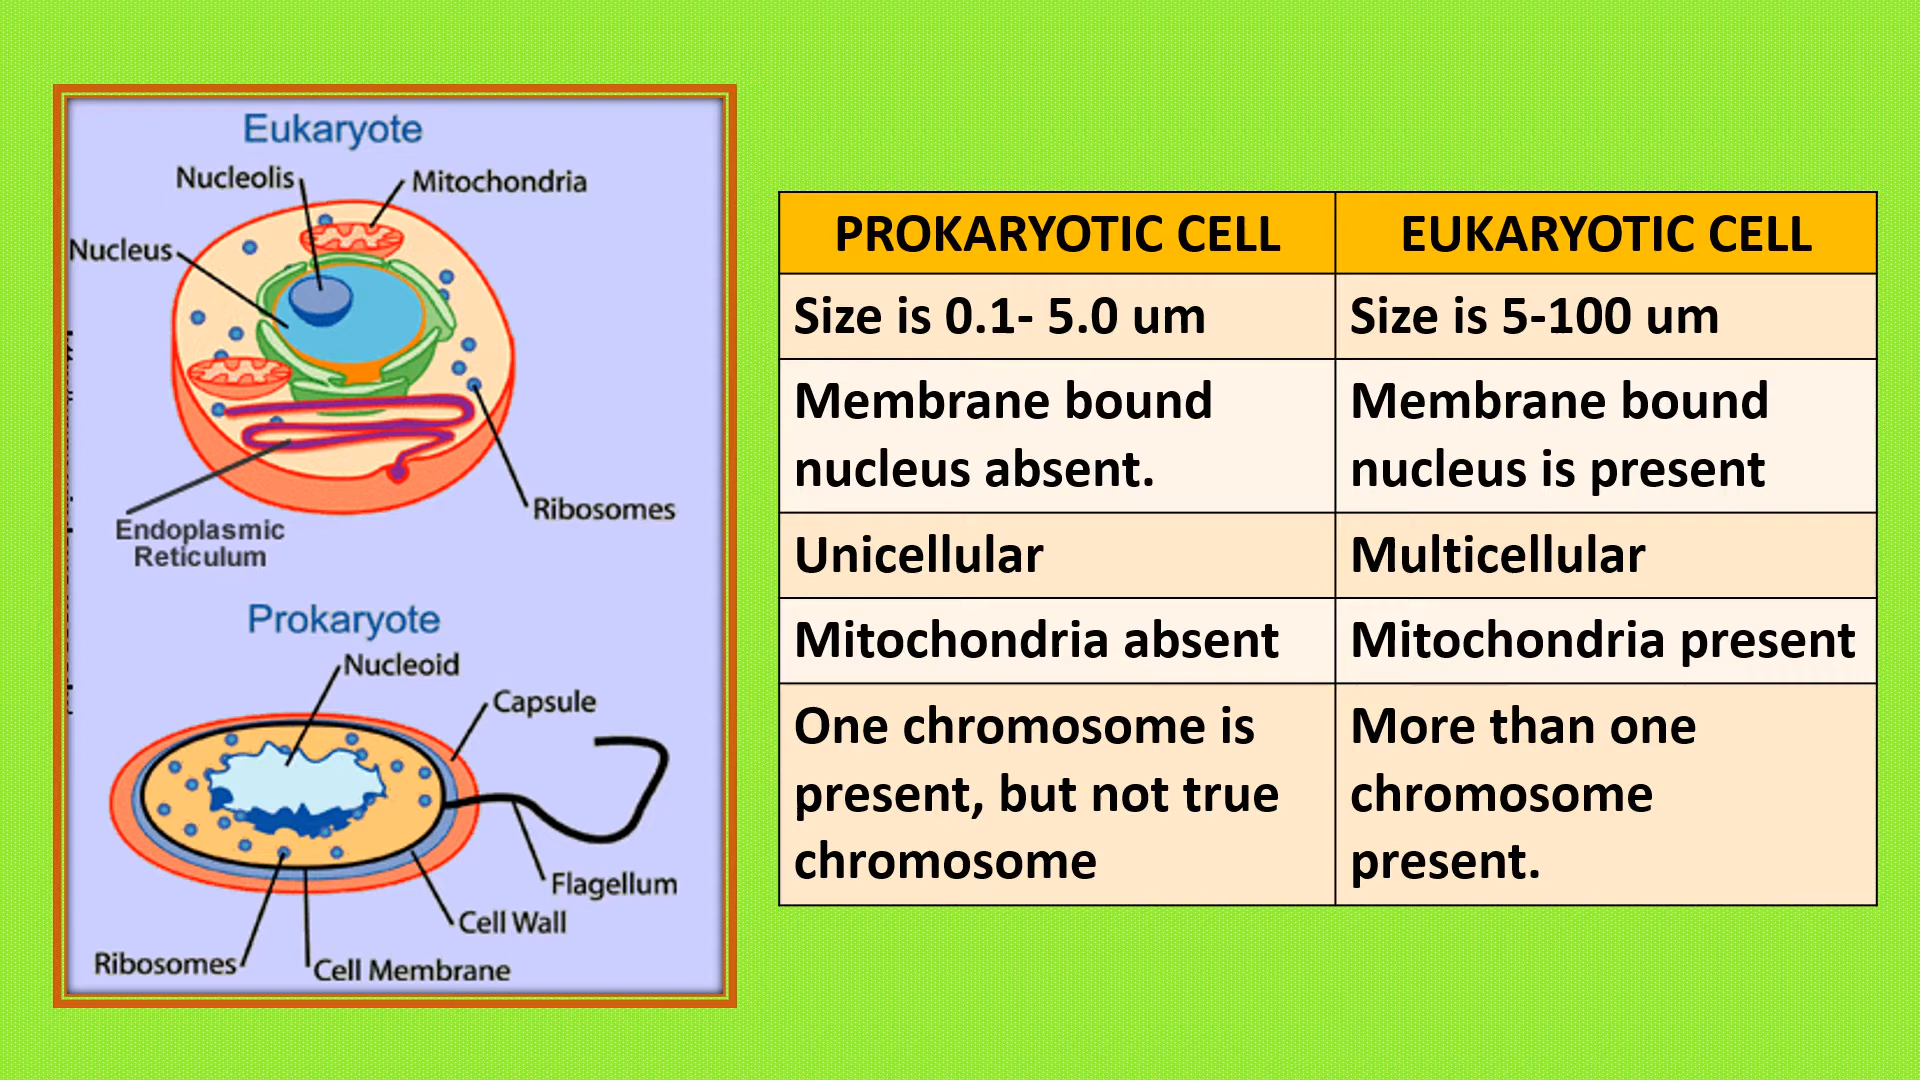 Eukaryote
Nucleolis
Mitochondria
Nucleus
Ribosomes
Endoplasmic
Reticulum
Prokaryote
Nucleoid
Capsule
Flagellum
Cell Wall
Ribosomes
Cell Membrane
PROKARYOTIC CELL
EUKARYOTIC CELL
Size is 0.1- 5.0 um
Size is 5-100 um
Membrane bound
nucleus absent.
Membrane bound
nucleus is present
Unicellular
Multicellular
Mitochondria absent
Mitochondria present
One chromosome is
present, but not true
chromosome
More than one
chromosome
present.